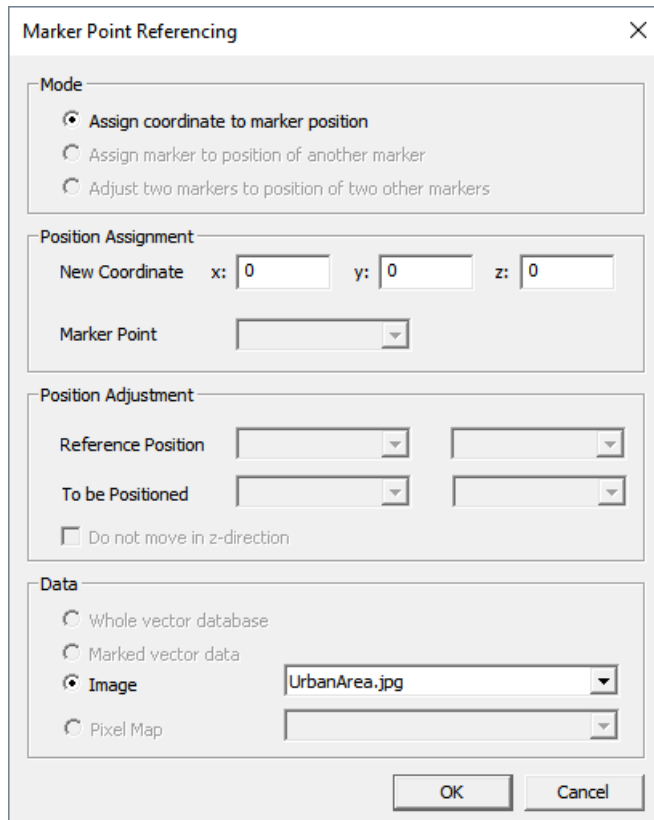 Marker Point Referencing
Mode
Assign coordinate to marker position
Assign marker to position of another marker
Adjust two markers to position of two other markers
Position Assignment
New Coordinate x: 0 y: 0 z: 0
Marker Point
Position Adjustment
Reference Position
To be Positioned
Do not move in z-direction
Data
Whole vector database
Marked vector data
Image UrbanArea.jpg
Pixel Map
OK Cancel